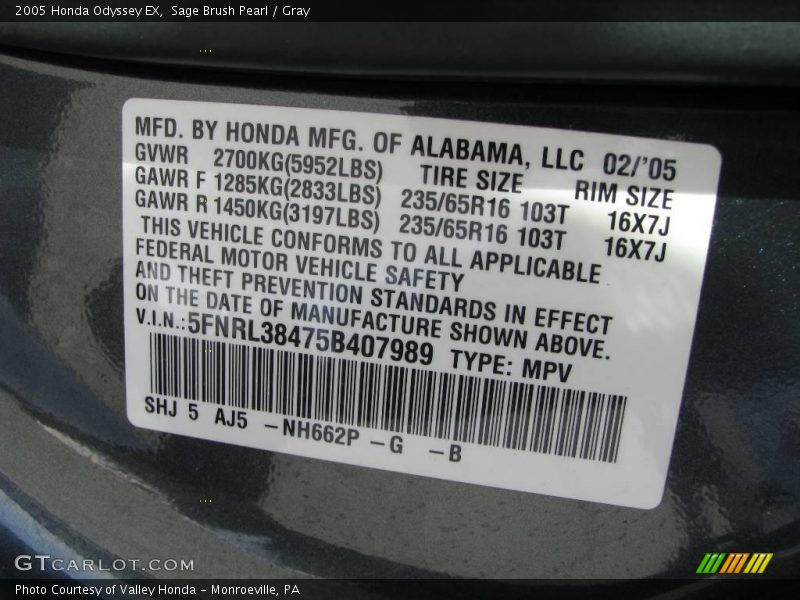 2005 Honda Odyssey EX, Sage Brush Pearl / Gray
MFD. BY HONDA MFG. OF ALABAMA, LLC 02/'05
GVWR 2700KG(5952LBS) TIRE SIZE RIM SIZE
GAWR F 1285KG(2833LBS) 235/65R16 103T 16X7J
GAWR R 1450KG(3197LBS) 235/65R16 103T 16X7J
THIS VEHICLE CONFORMS TO ALL APPLICABLE
FEDERAL MOTOR VEHICLE SAFETY
AND THEFT PREVENTION STANDARDS IN EFFECT
ON THE DATE OF MANUFACTURE SHOWN ABOVE.
V.I.N.:5FNRL38475B407989 TYPE: MPV
SHJ 5 AJ5 -NH662P -G -B
GTCARLOT.COM
Photo Courtesy of Valley Honda - Monroeville, PA